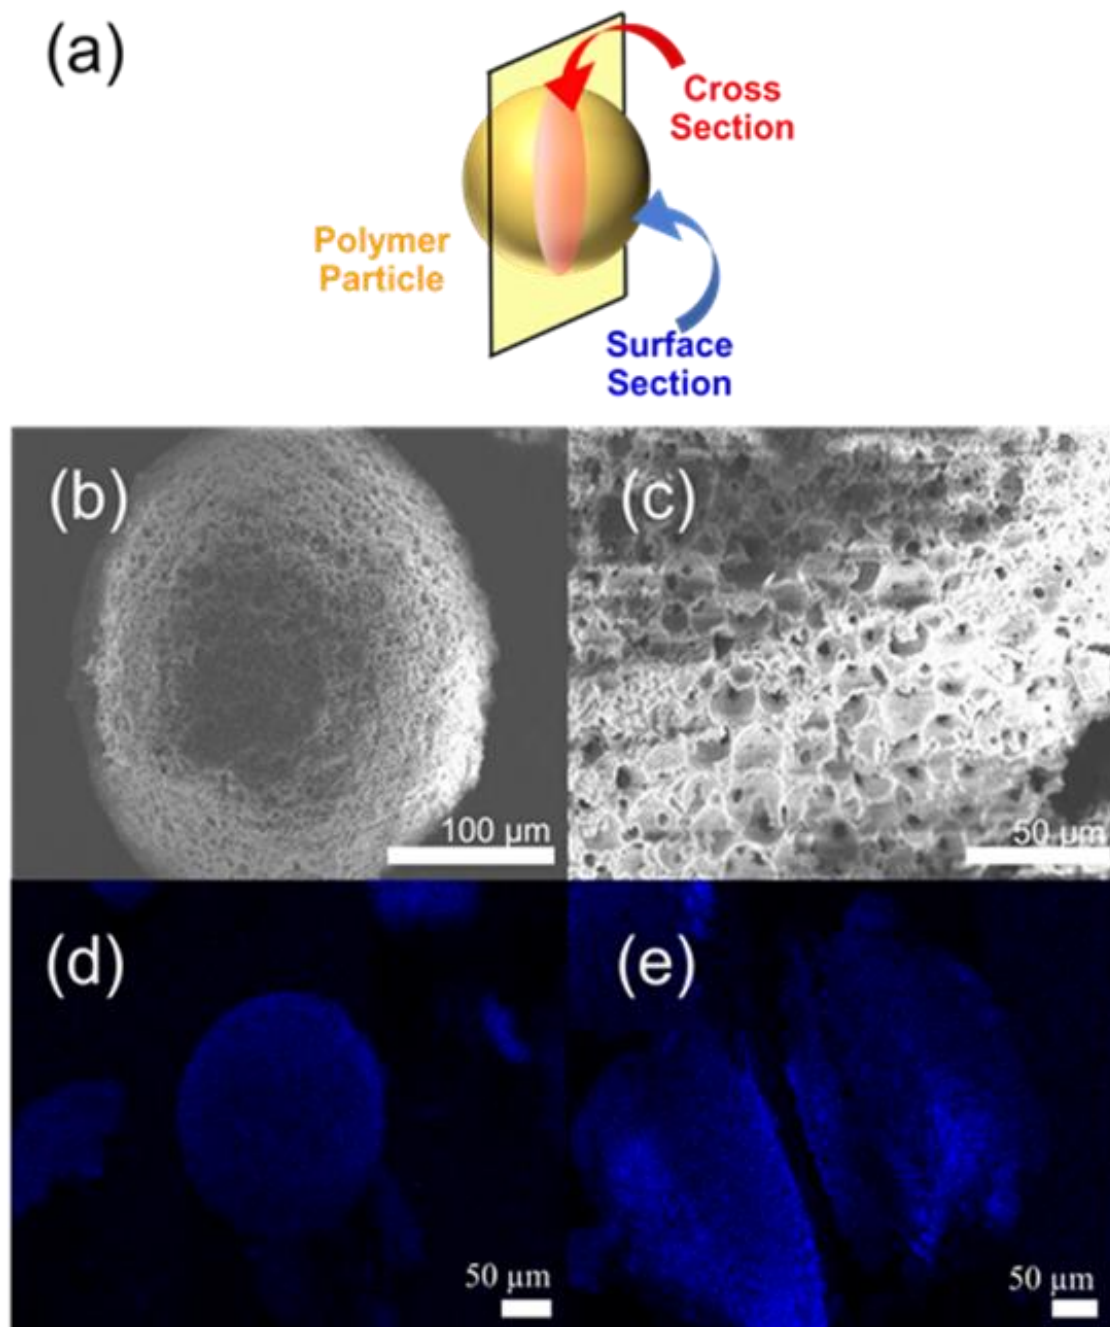 (a)
Cross
Section
Polymer
Particle
Surface
Section
(b)
100 µm
(c)
50 µm
(d)
50 µm
(e)
50 µm